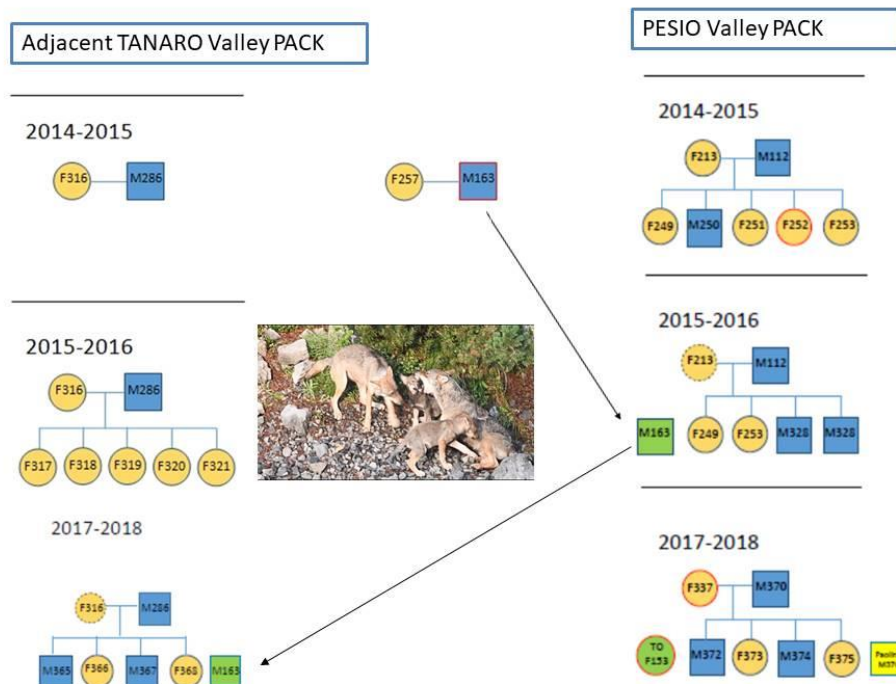 Adjacent TANARO Valley PACK
PESIO Valley PACK
2014-2015
F316
M286
F257
M163
2014-2015
F213
M112
F249
M250
F251
F252
F253
2015-2016
F316
M286
F317
F318
F319
F320
F321
2015-2016
F213
M112
M163
F249
F253
M328
M328
2017-2018
F316
M286
M365
F366
M367
F368
M163
2017-2018
F337
M370
TO
F153
M372
F373
M374
F375